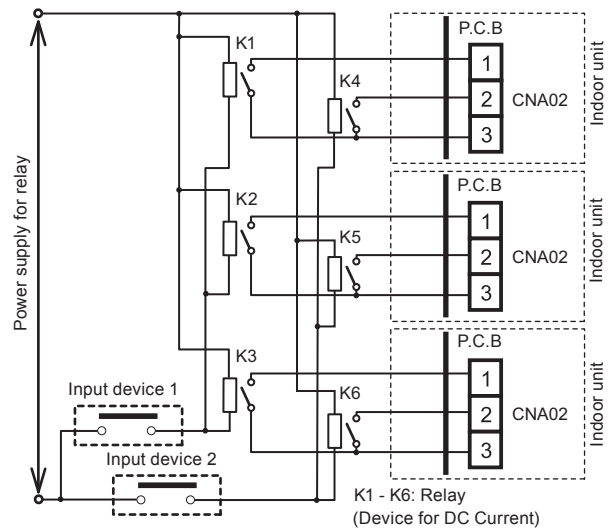 P.C.B
K1
1
K4
2
CNA02
3
Indoor unit
P.C.B
K2
1
K5
2
CNA02
3
Indoor unit
Power supply for relay
P.C.B
K3
1
Input device 1
K6
2
CNA02
3
Indoor unit
Input device 2
K1 - K6: Relay
(Device for DC Current)